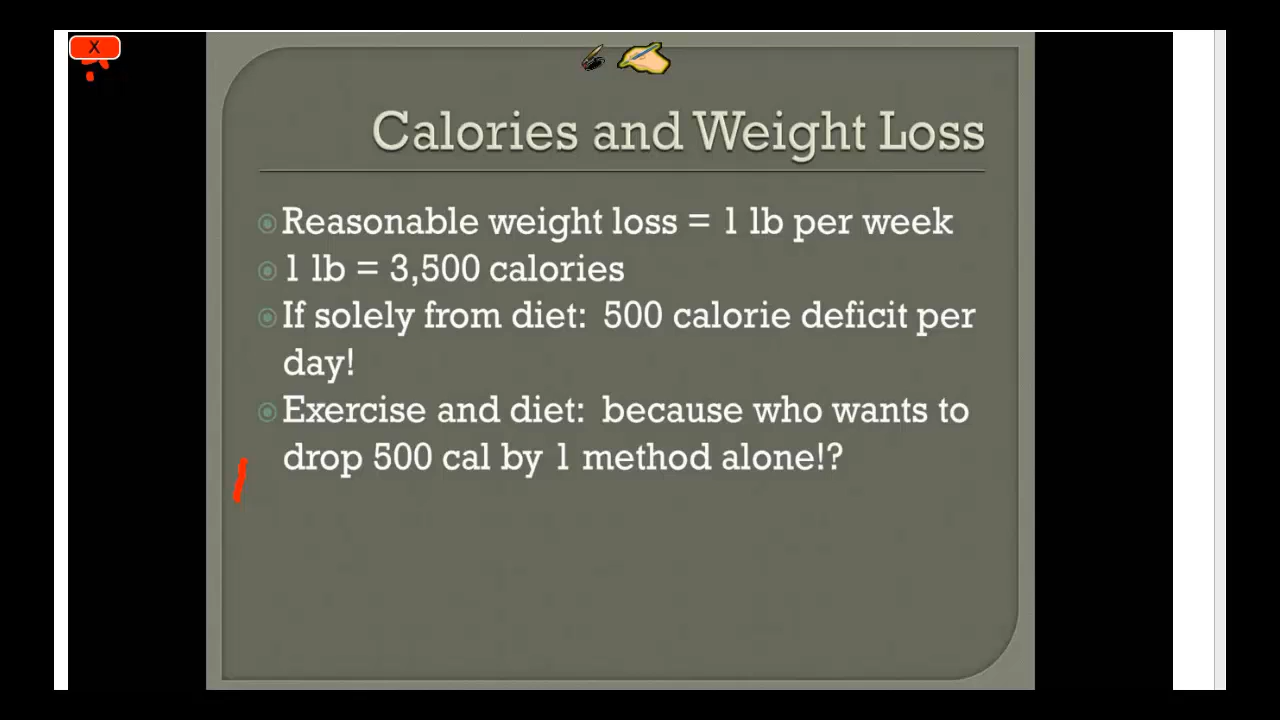 X
Calories and Weight Loss
Reasonable weight loss = 1 lb per week
1 lb = 3,500 calories
If solely from diet:  500 calorie deficit per
day!
Exercise and diet:  because who wants to
drop 500 cal by 1 method alone!?